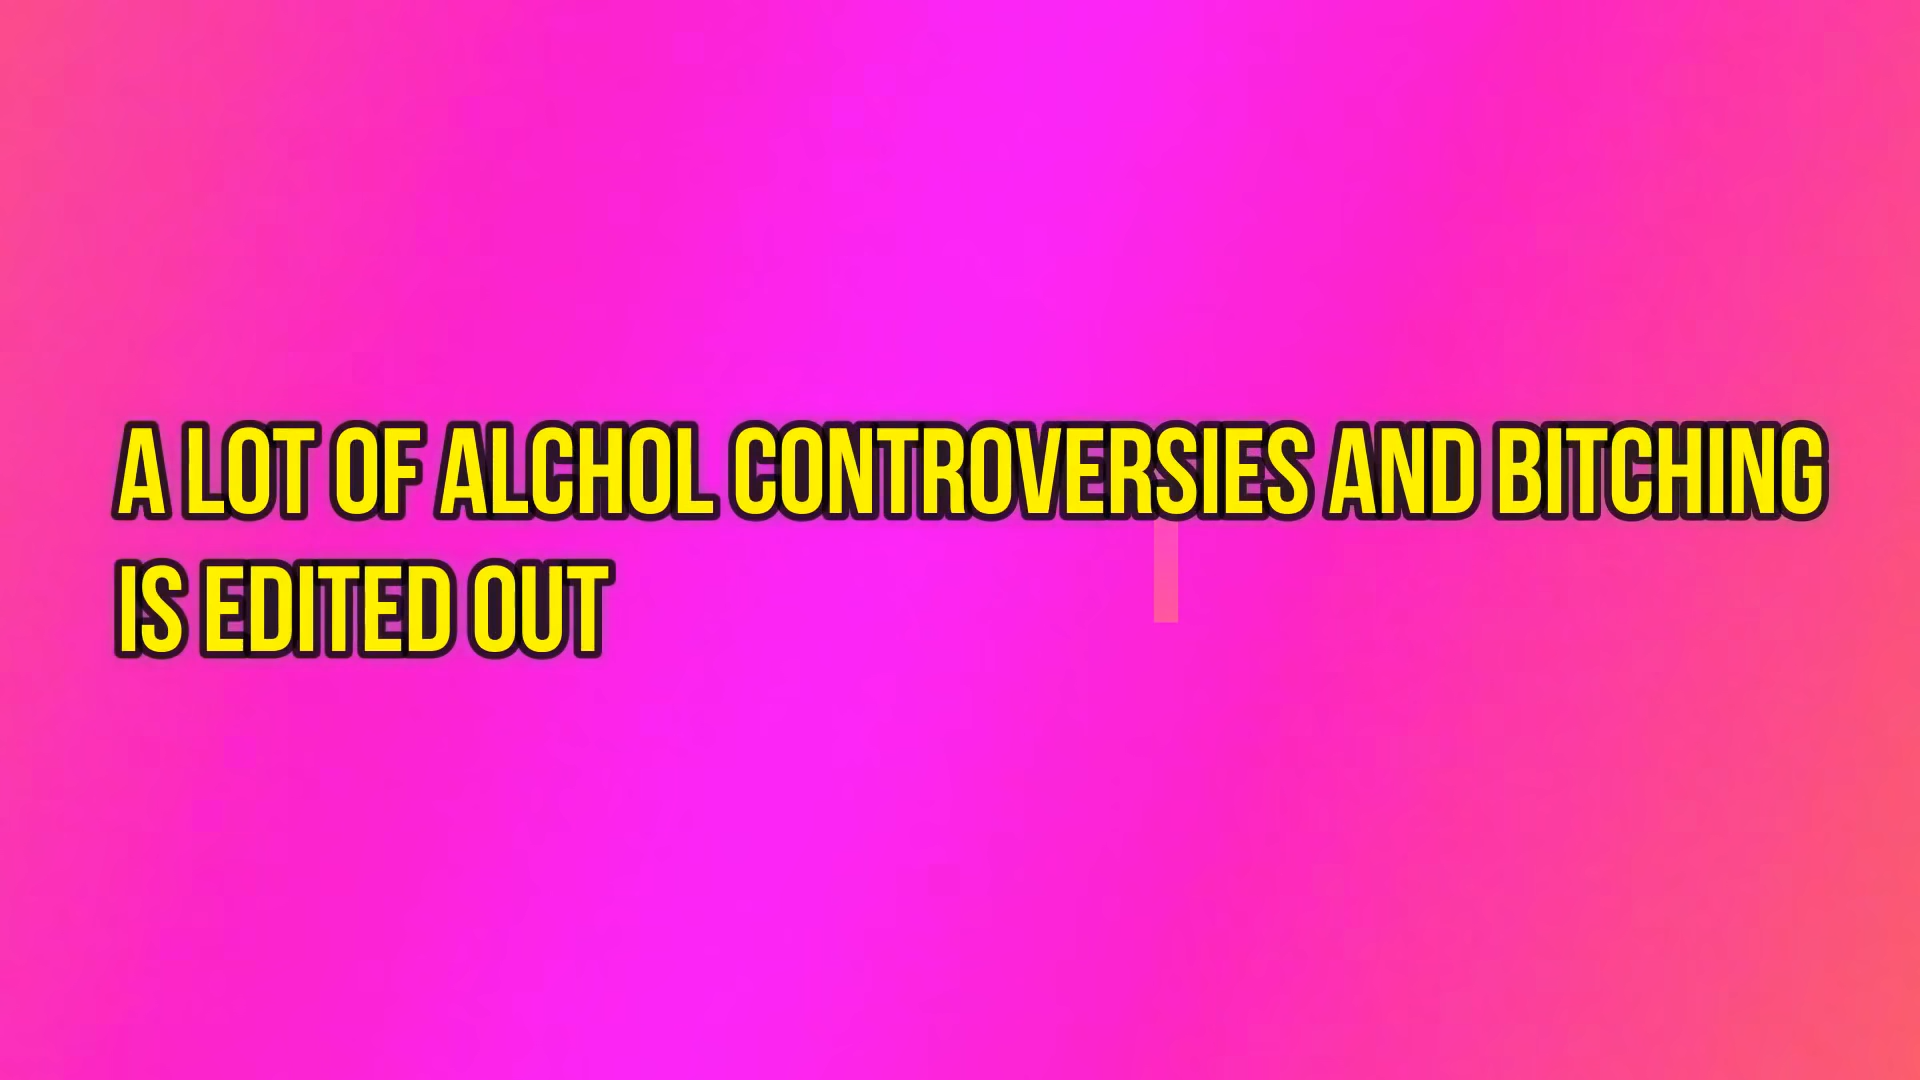 A LOT OF ALCHOL CONTROVERSIES AND BITCHING
IS EDITED OUT